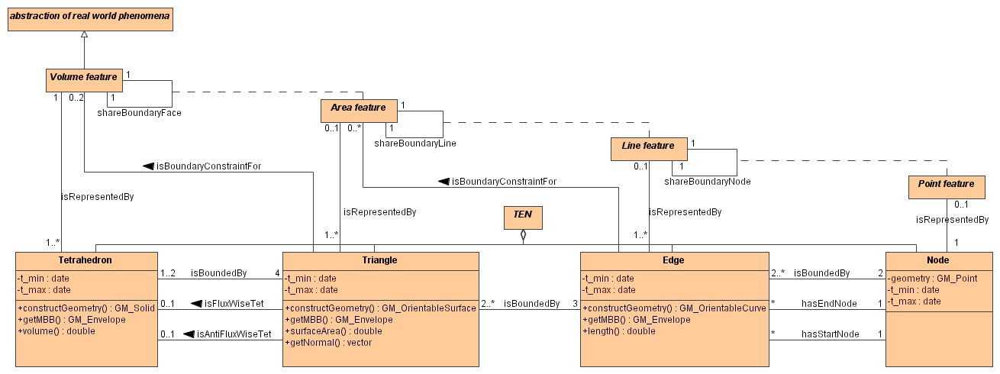 abstraction of real world phenomena
Volume feature
1
1
0..2
1
shareBoundaryFace
Area feature
1
0..1
0..*
1
shareBoundaryLine
Line feature
1
0..1
1
shareBoundaryNode
Point feature
0..1
isBoundaryConstraintFor
isBoundaryConstraintFor
isRepresentedBy
isRepresentedBy
isRepresentedBy
isRepresentedBy
TEN
1..*
1..*
1..*
1
Tetrahedron
-t_min : date
-t_max : date
+constructGeometry() : GM_Solid
+getMBB() : GM_Envelope
+volume() : double
1..2 isBoundedBy 4
0..1 isFluxWiseTet
0..1 isAntiFluxWiseTet
Triangle
-t_min : date
-t_max : date
+constructGeometry() : GM_OrientableSurface
+getMBB() : GM_Envelope
+surfaceArea() : double
+getNormal() : vector
2..* isBoundedBy 3
Edge
-t_min : date
-t_max : date
+constructGeometry() : GM_OrientableCurve
+getMBB() : GM_Envelope
+length() : double
2..* isBoundedBy 2
* hasEndNode 1
* hasStartNode 1
Node
-geometry : GM_Point
-t_min : date
-t_max : date